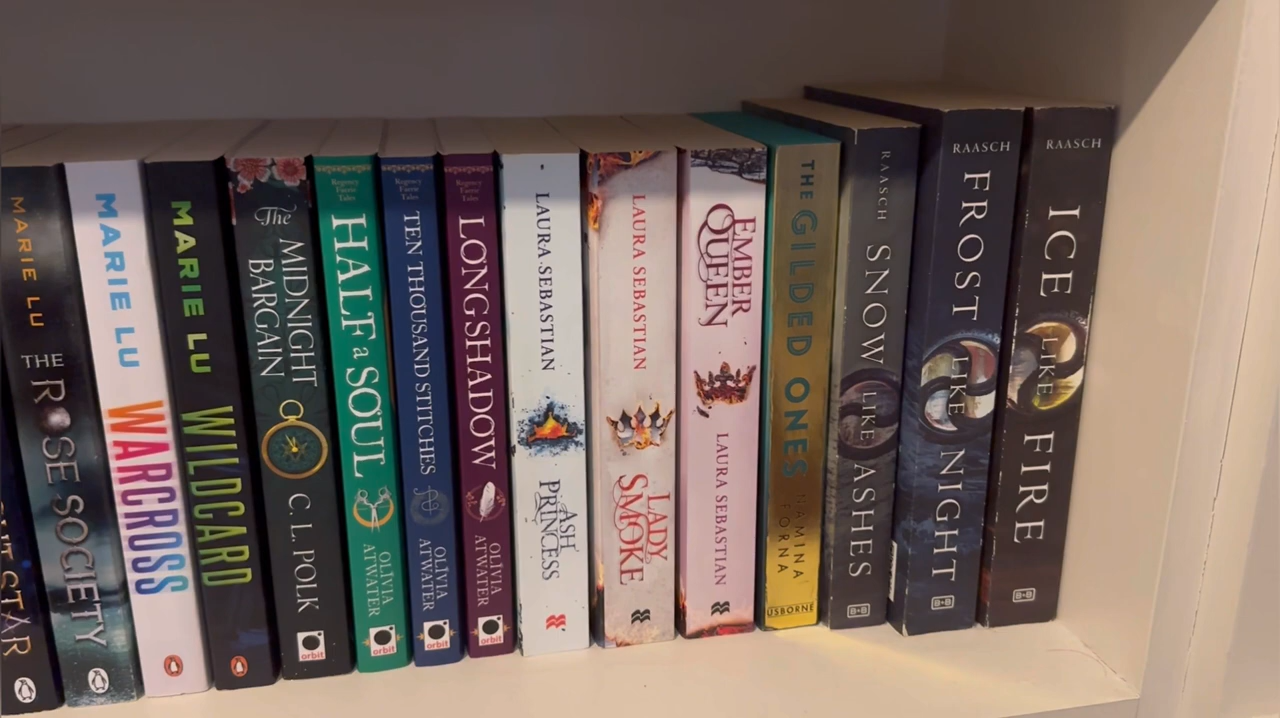 STAR
MARIE LU
THE
ROSE SOCIETY
MARIE LU
WARCROSS
MARIE LU
WILDCARD
The
MIDNIGHT
BARGAIN
C. L. POLK
orbit
Regency
Faerie
Tales
HALF a SOUL
OLIVIA
ATWATER
orbit
Regency
Faerie
Tales
TEN THOUSAND STITCHES
OLIVIA
ATWATER
orbit
Regency
Faerie
Tales
LONGSHADOW
OLIVIA
ATWATER
orbit
LAURA SEBASTIAN
ASH
PRINCESS
LAURA SEBASTIAN
LADY
SMOKE
EMBER
QUEEN
LAURA SEBASTIAN
THE GILDED ONES
NAMINA
FORNA
USBORNE
RAASCH
SNOW LIKE ASHES
B+B
RAASCH
FROST LIKE NIGHT
B+B
RAASCH
ICE LIKE FIRE
B+B